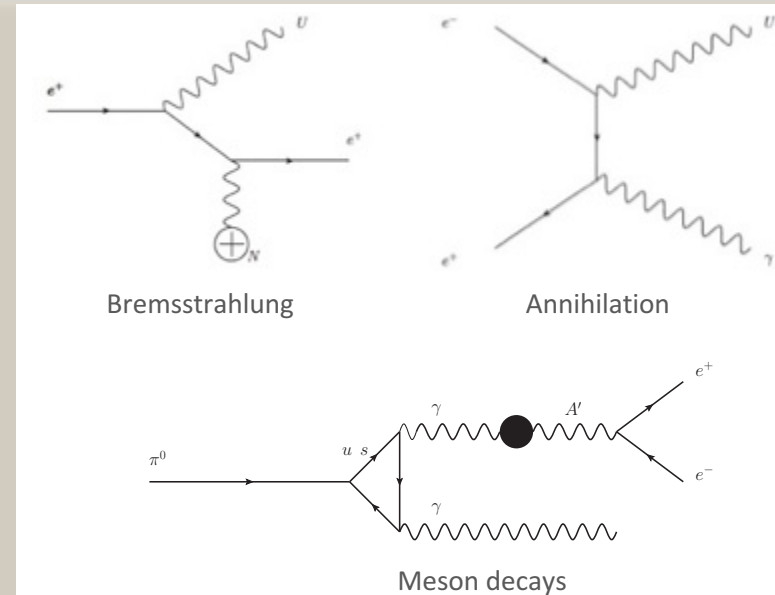 e⁺ U e⁺ N
Bremsstrahlung
e⁻ U e⁺ γ
Annihilation
π⁰ u s γ A′ e⁺ e⁻ γ
Meson decays